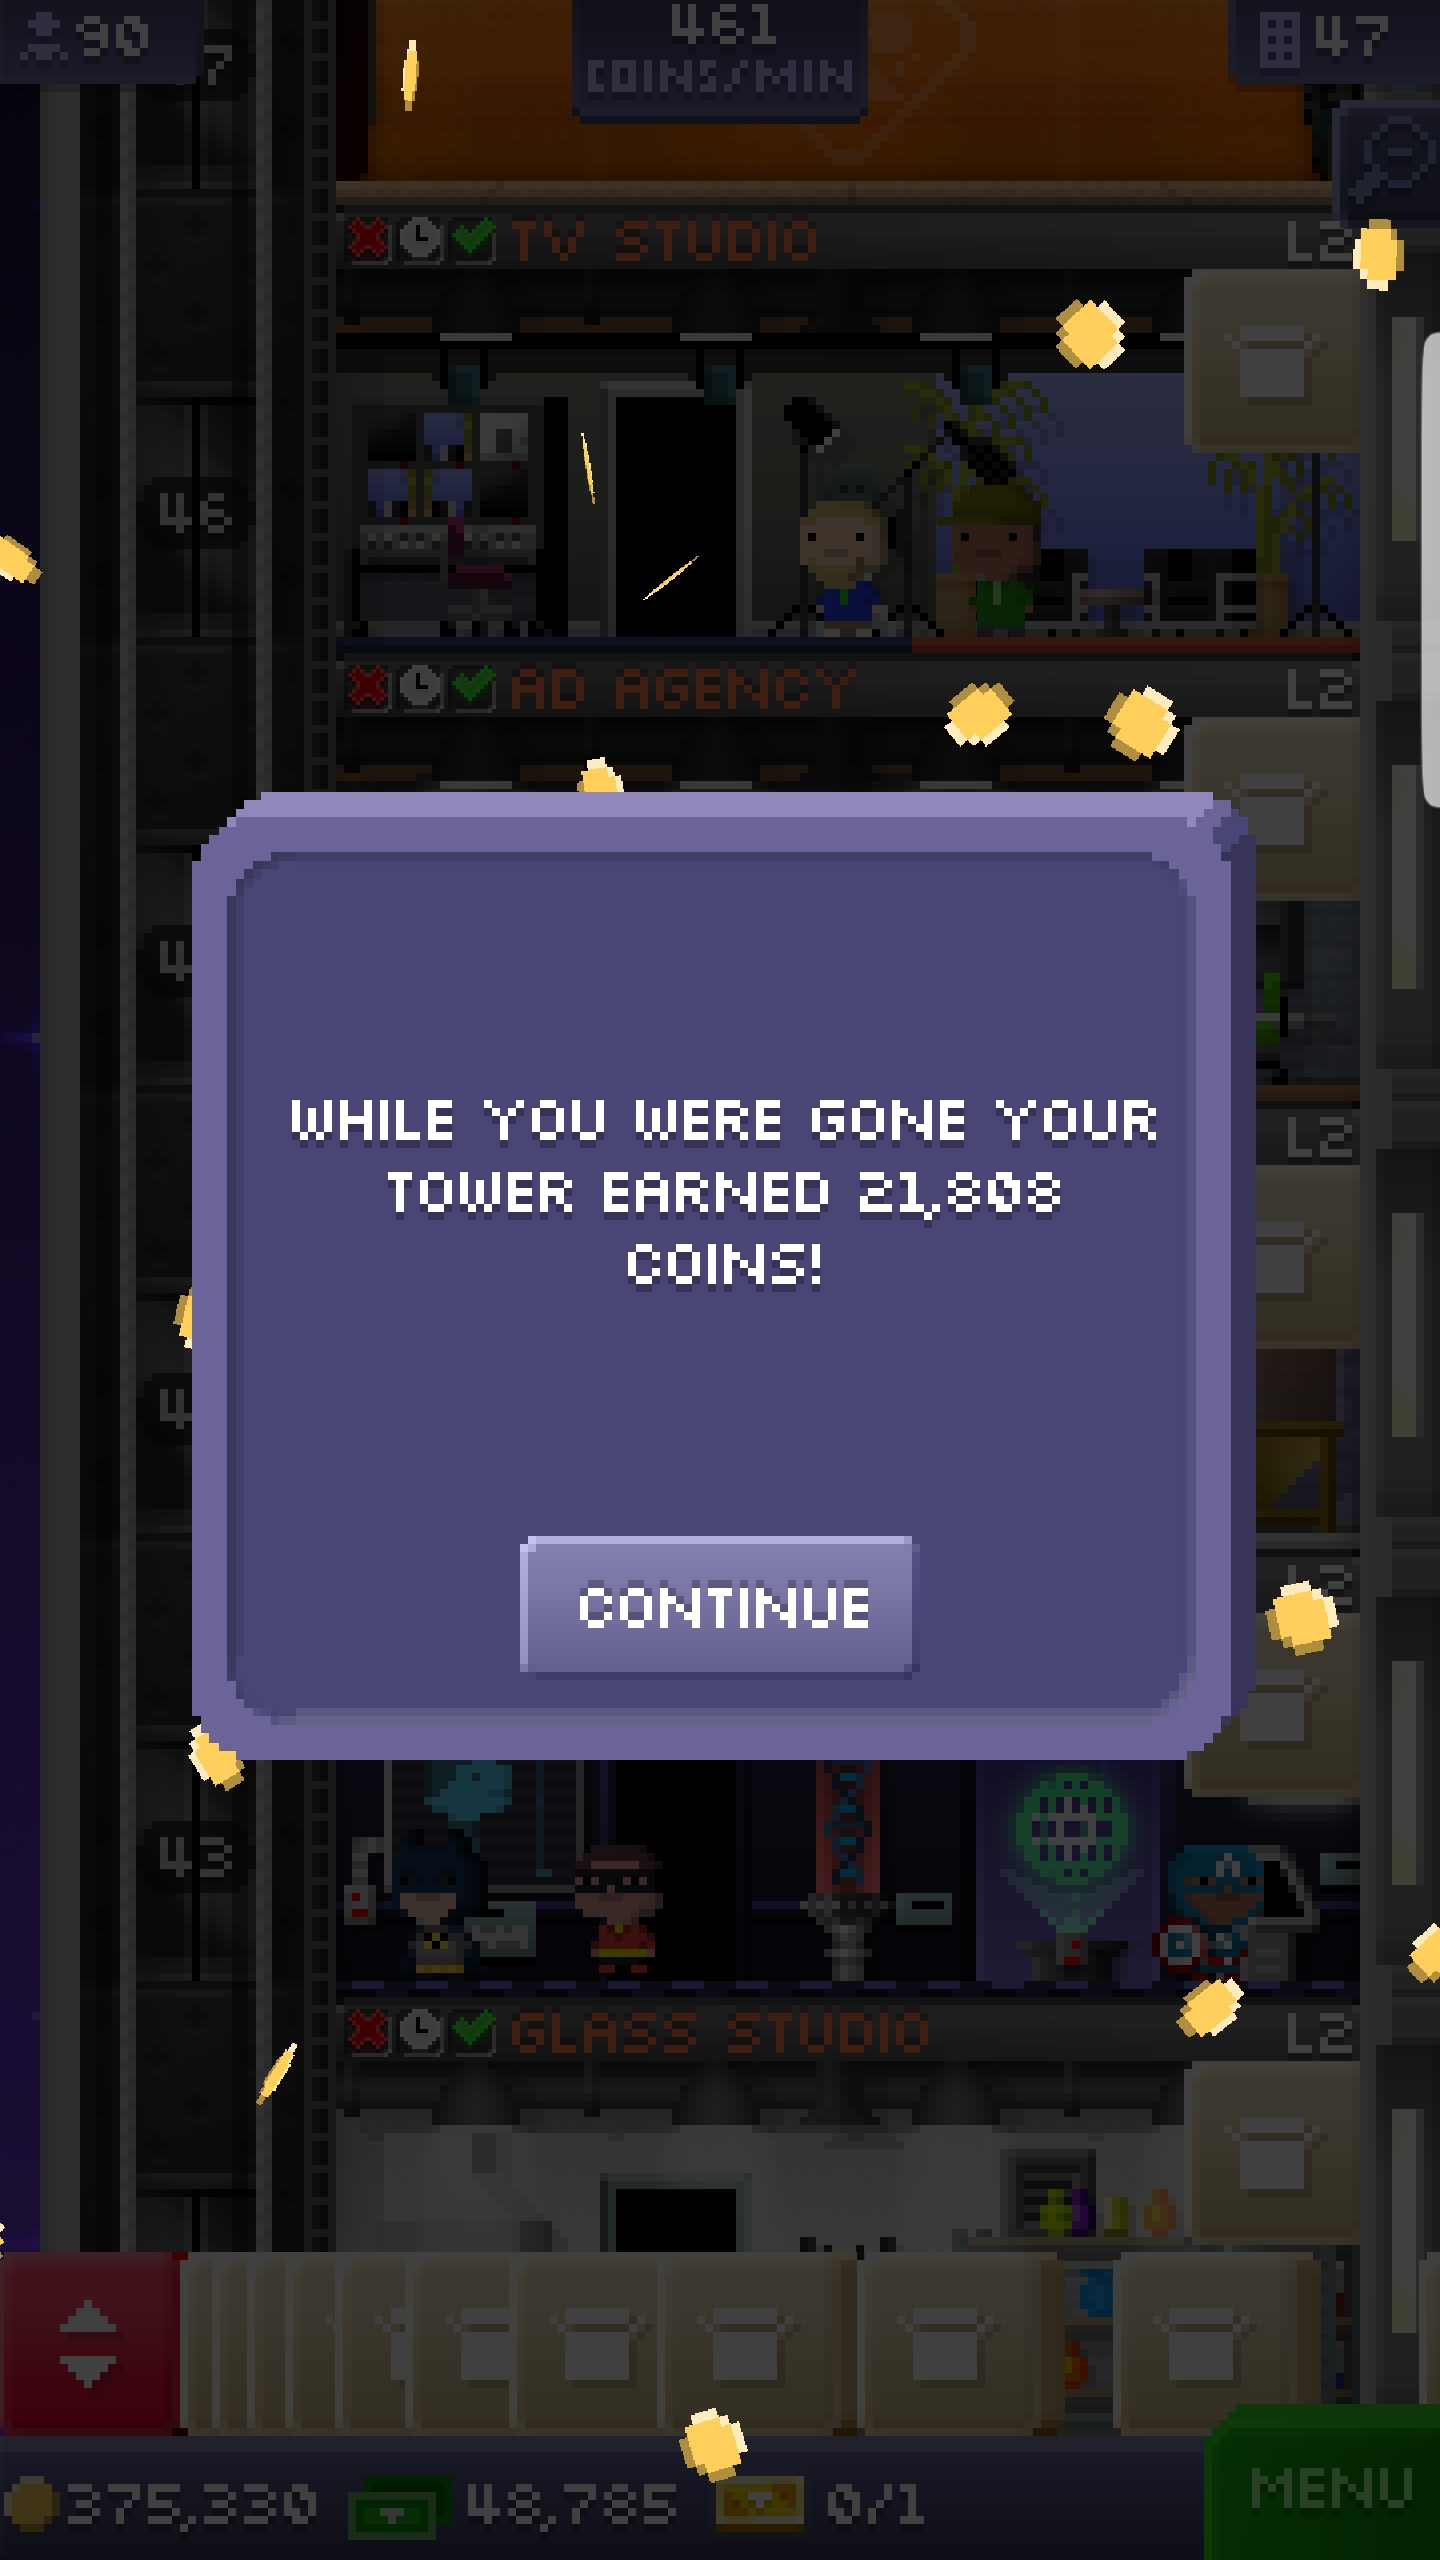 90
461
COINS/MIN
47
TV STUDIO
L2
46
AD AGENCY
L2
L2
WHILE YOU WERE GONE YOUR
TOWER EARNED 21,808
COINS!
L2
CONTINUE
43
GLASS STUDIO
L2
375,330
48,785
0/1
MENU